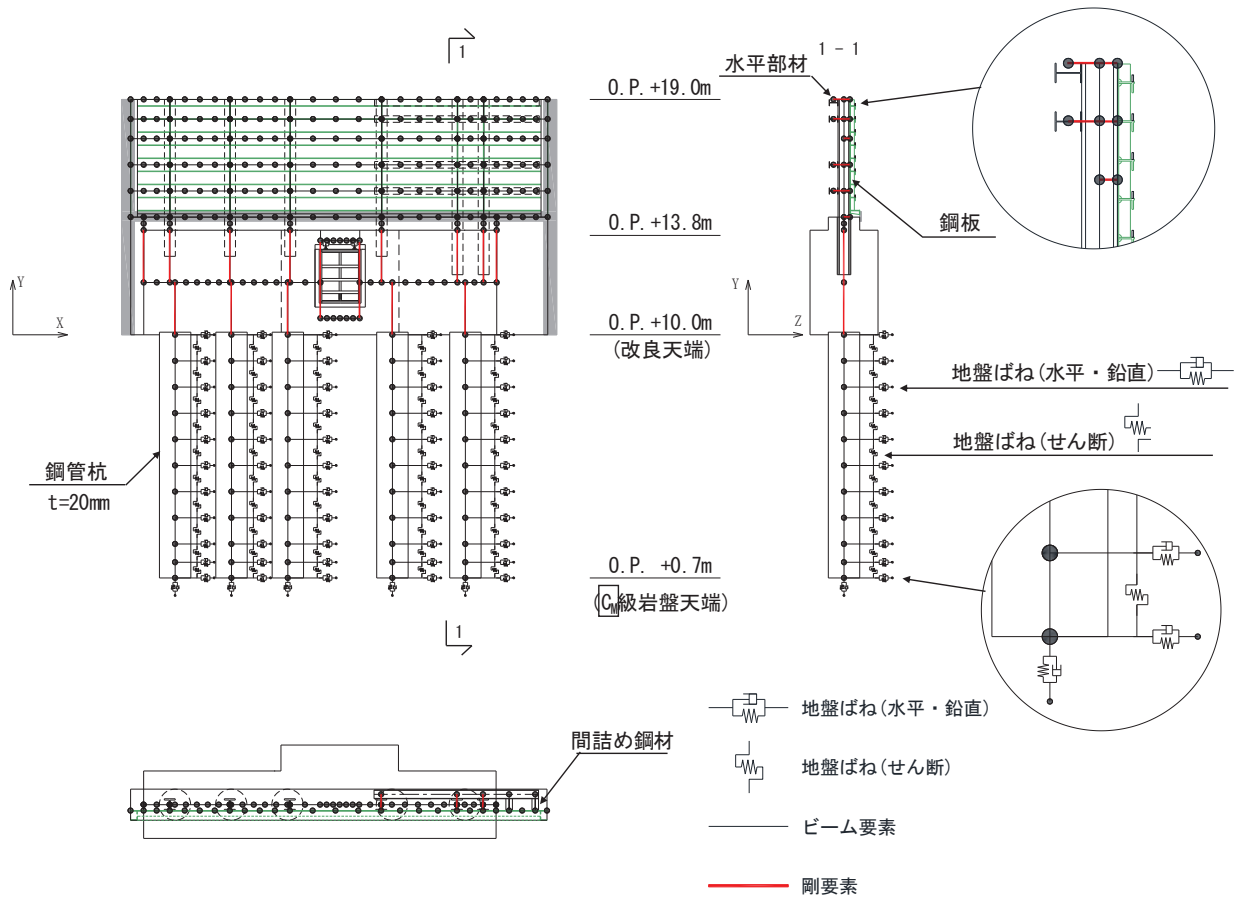 1
1 - 1
水平部材
O.P. +19.0m
鋼板
O.P. +13.8m
Y
X
Y
Z
O.P. +10.0m
(改良天端)
地盤ばね(水平・鉛直)
地盤ばね(せん断)
鋼管杭
t=20mm
O.P. +0.7m
(CM級岩盤天端)
1
地盤ばね(水平・鉛直)
間詰め鋼材
地盤ばね(せん断)
ビーム要素
剛要素